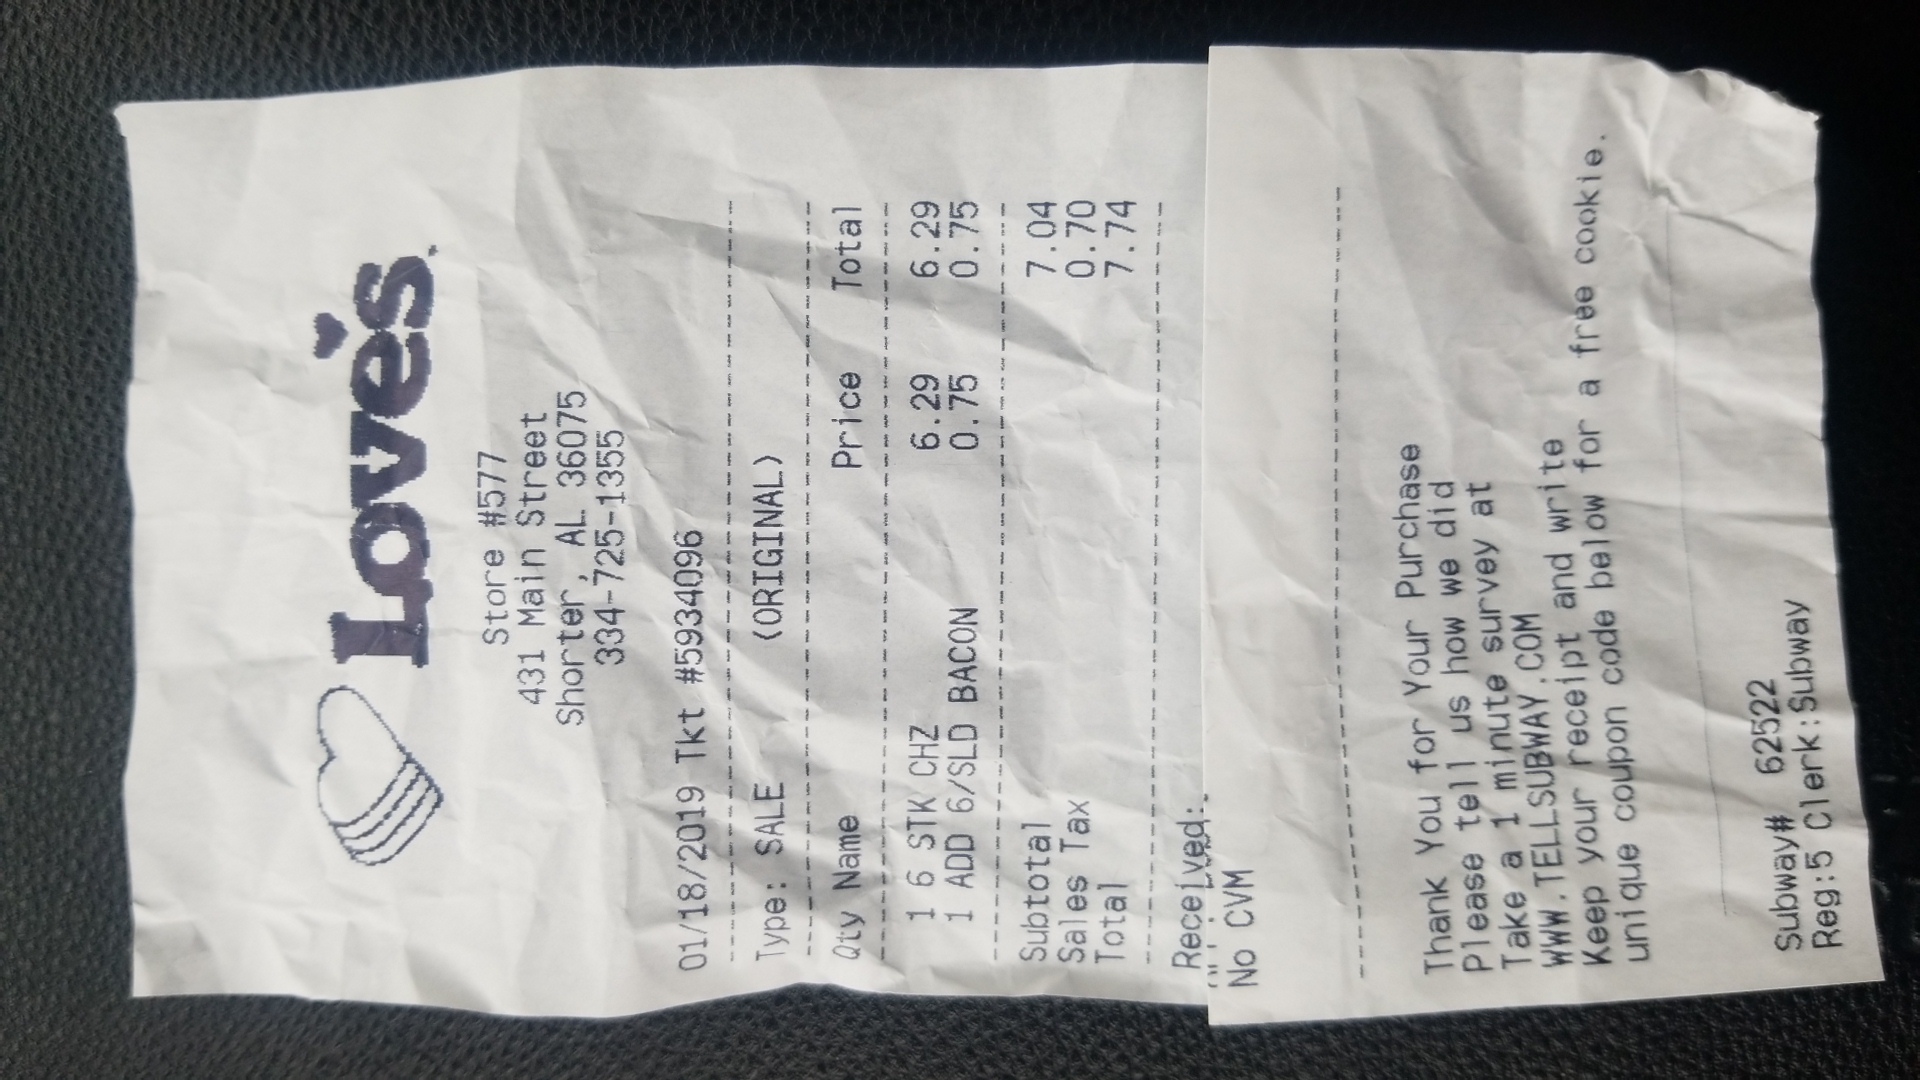 Love's
Store #577
431 Main Street
Shorter, AL 36075
334-725-1355
01/18/2019 Tkt #5934096
Type: SALE (ORIGINAL)
Qty Name Price Total
1 6 STK CHZ 6.29 6.29
1 ADD 6/SLD BACON 0.75 0.75
Subtotal 7.04
Sales Tax 0.70
Total 7.74
Received:
No CVM
Thank You for Your Purchase
Please tell us how we did
Take a 1 minute survey at
WWW.TELLSUBWAY.COM
Keep your receipt and write
unique coupon code below for a free cookie.
Subway# 62522
Reg:5 Clerk:Subway